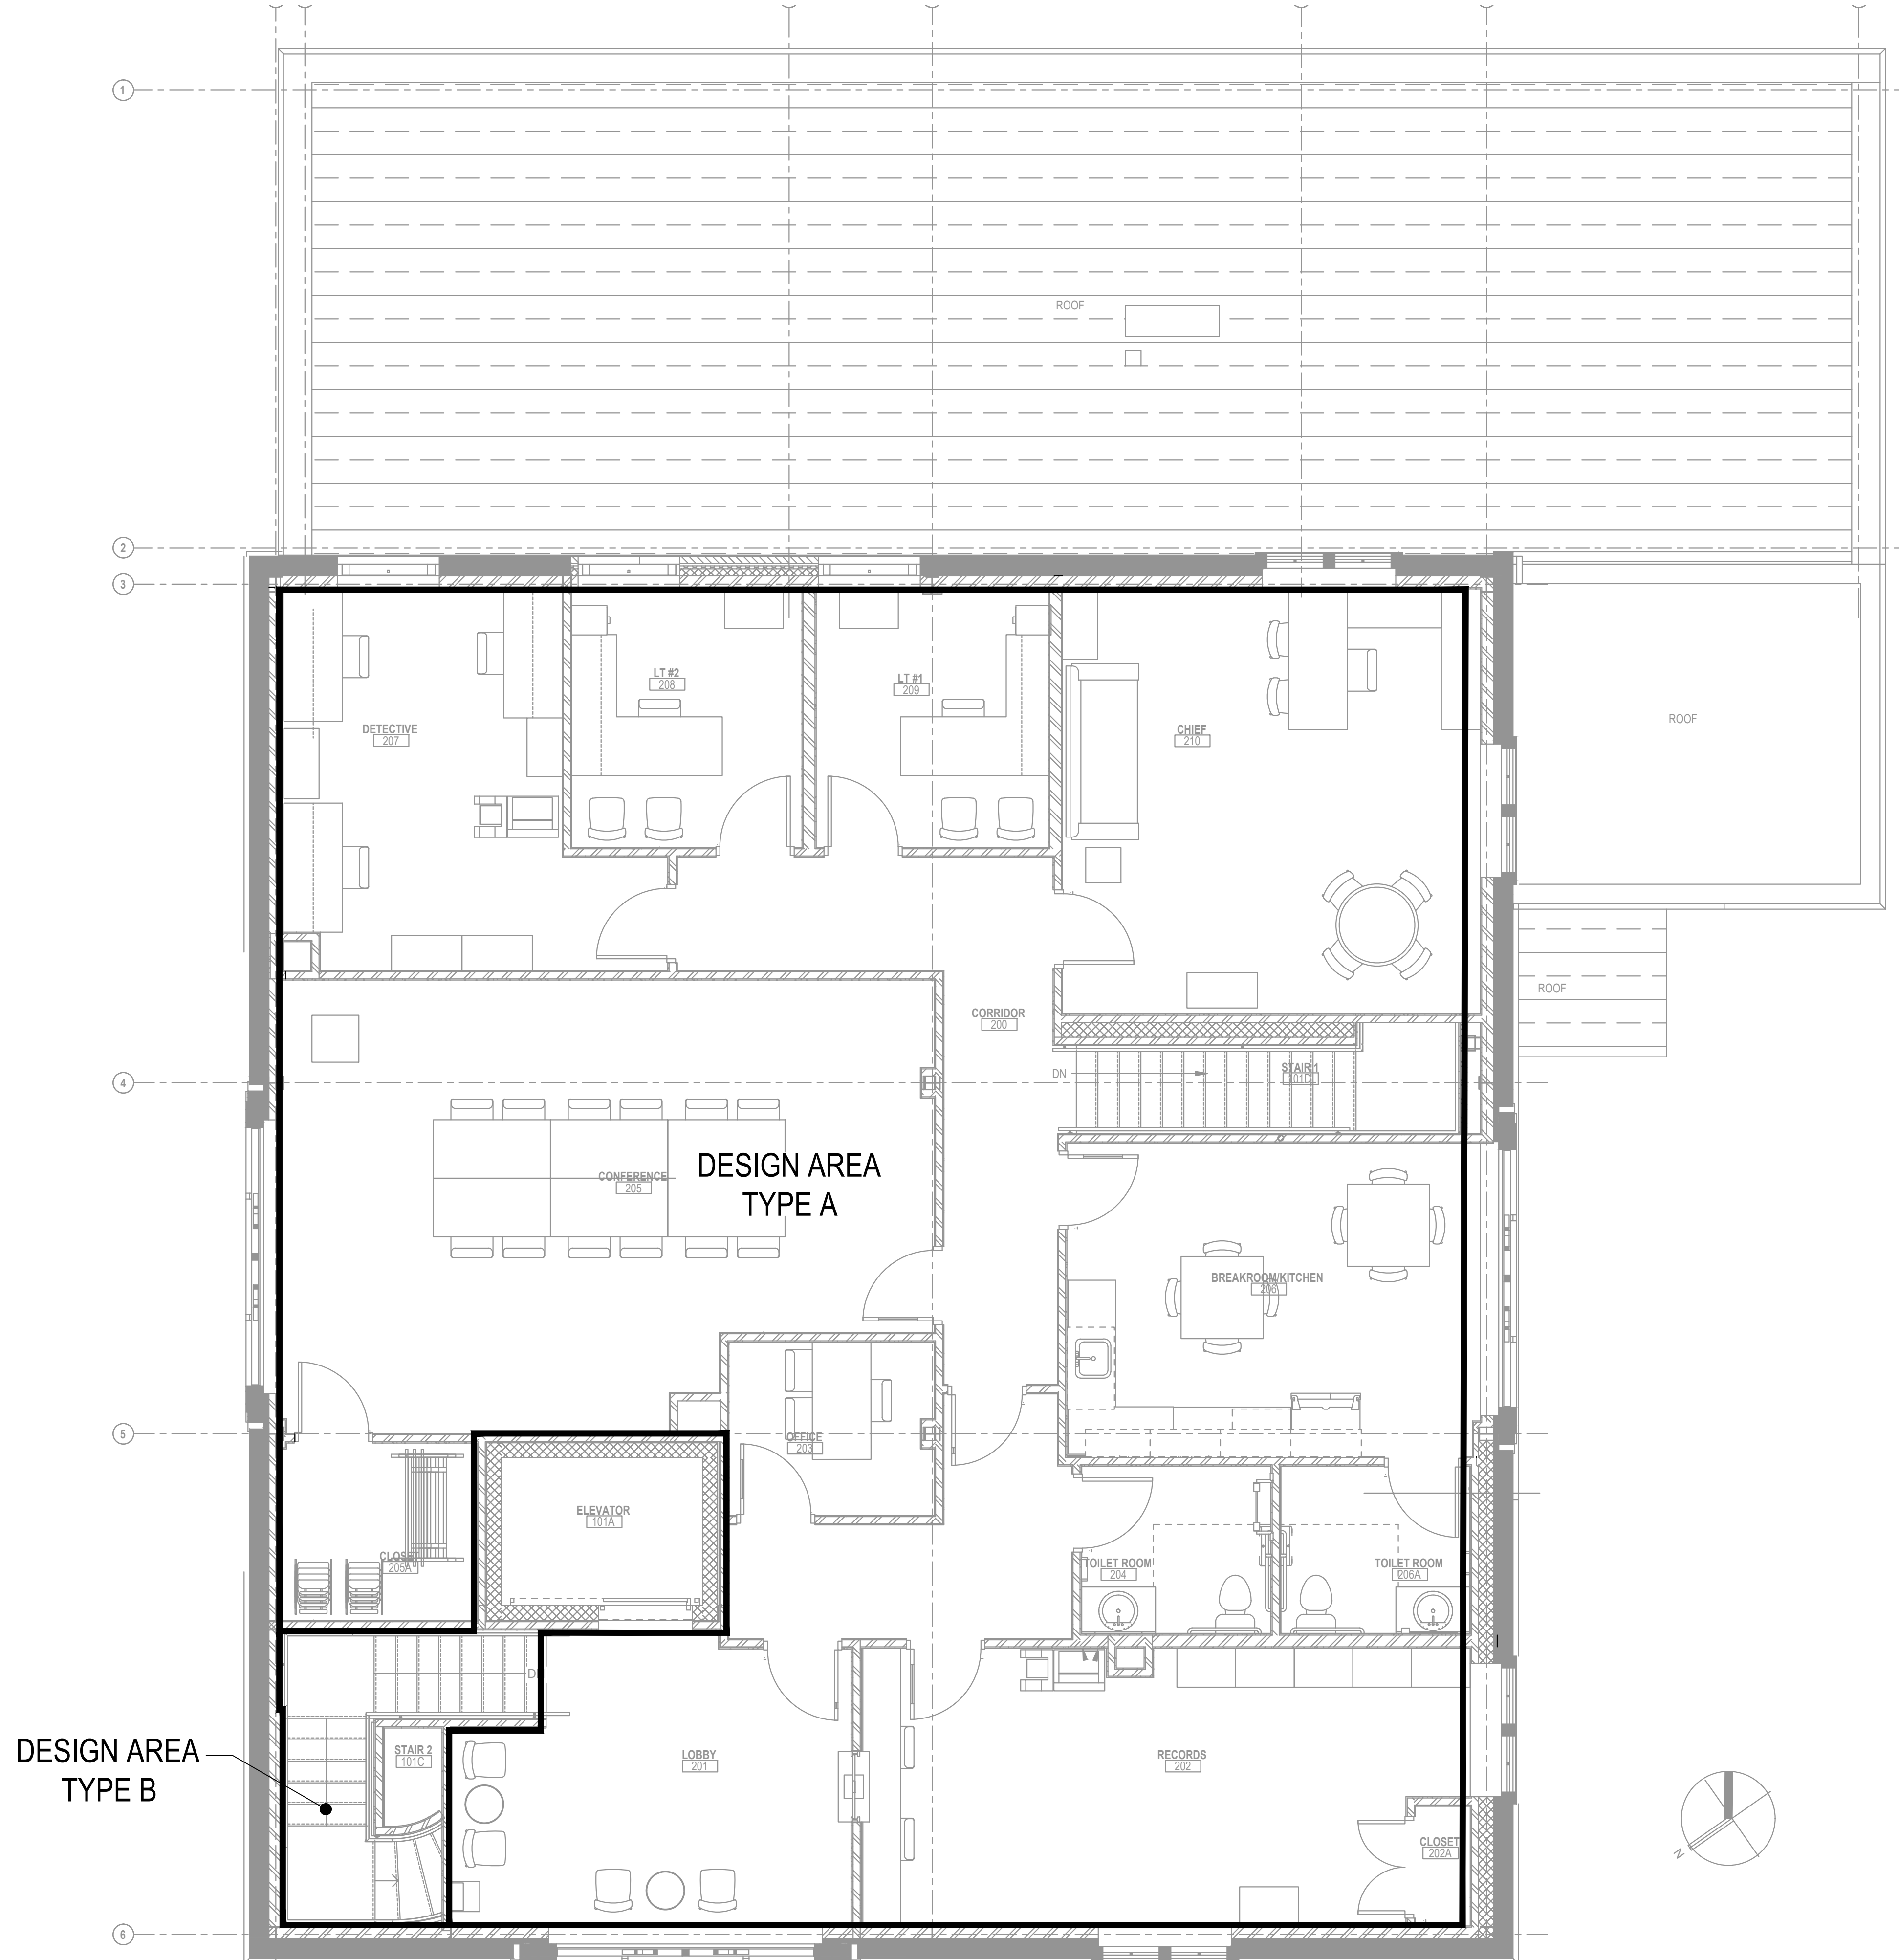 1
ROOF
2
3
LT #2
208
LT #1
209
DETECTIVE
207
CHIEF
210
ROOF
ROOF
CORRIDOR
200
4
DN
STAIR 1
101D
DESIGN AREA
TYPE A
CONFERENCE
205
BREAKROOM/KITCHEN
206
5
OFFICE
203
ELEVATOR
101A
CLOSET
205A
TOILET ROOM
204
TOILET ROOM
206A
DESIGN AREA
TYPE B
STAIR 2
101C
LOBBY
201
RECORDS
202
CLOSET
202A
N
6